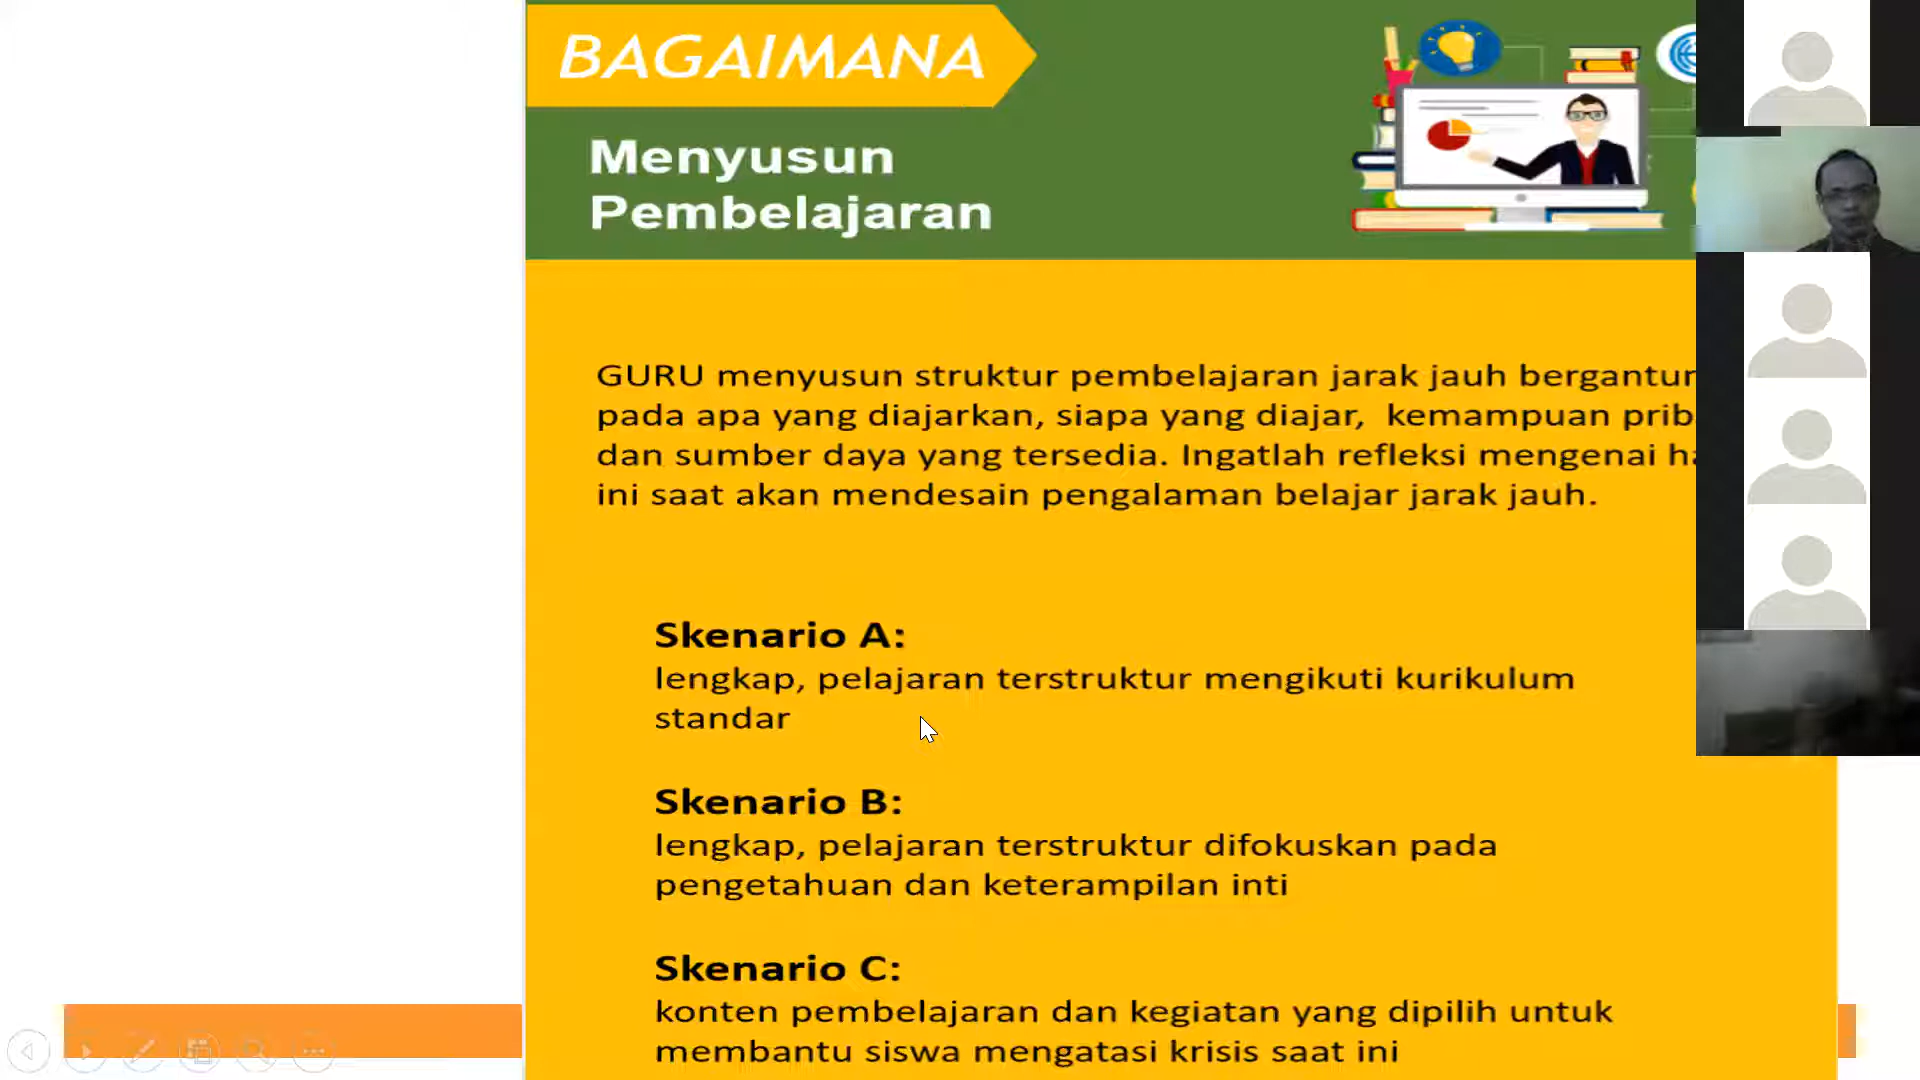 BAGAIMANA
Menyusun
Pembelajaran
GURU menyusun struktur pembelajaran jarak jauh
pada apa yang diajarkan, siapa yang diajar, kemampuan
dan sumber daya yang tersedia. Ingatlah refleksi mengenai
ini saat akan mendesain pengalaman belajar jarak jauh.
Skenario A:
lengkap, pelajaran terstruktur mengikuti kurikulum
standar
Skenario B:
lengkap, pelajaran terstruktur difokuskan pada
pengetahuan dan keterampilan inti
Skenario C:
konten pembelajaran dan kegiatan yang dipilih untuk
membantu siswa mengatasi krisis saat ini